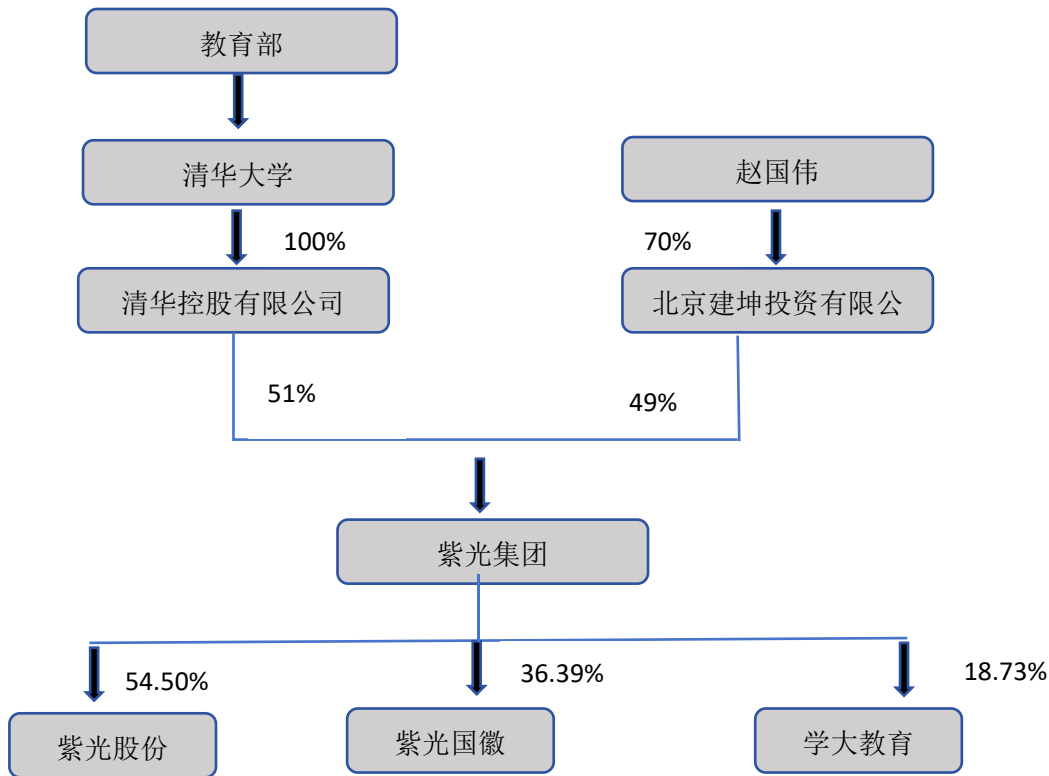 教育部
清华大学
赵国伟
100%
70%
清华控股有限公司
北京建坤投资有限公
51%
49%
紫光集团
54.50%
36.39%
18.73%
紫光股份
紫光国徽
学大教育